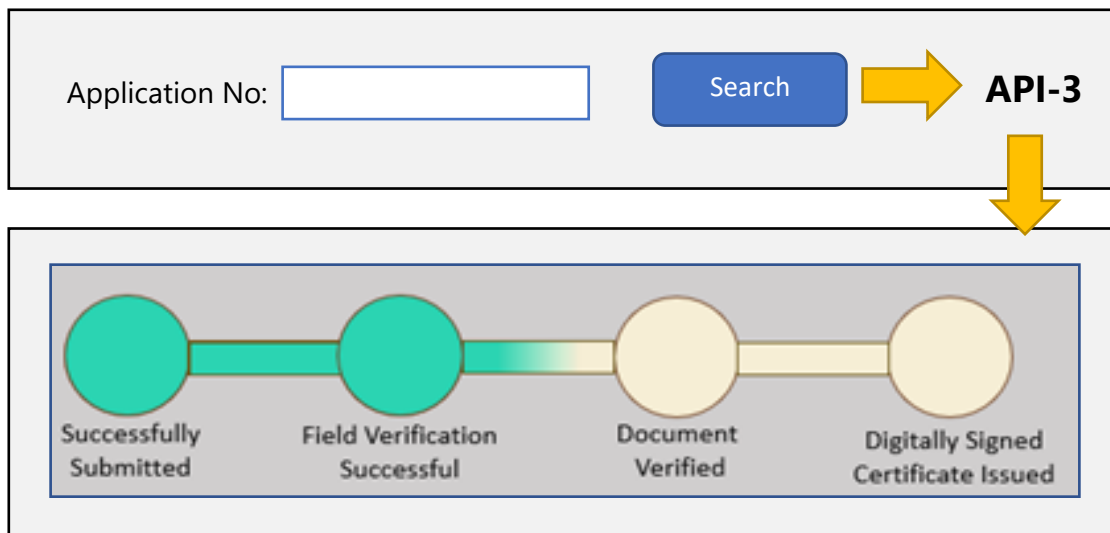 Application No:
Search
API-3
Successfully
Submitted
Field Verification
Successful
Document
Verified
Digitally Signed
Certificate Issued